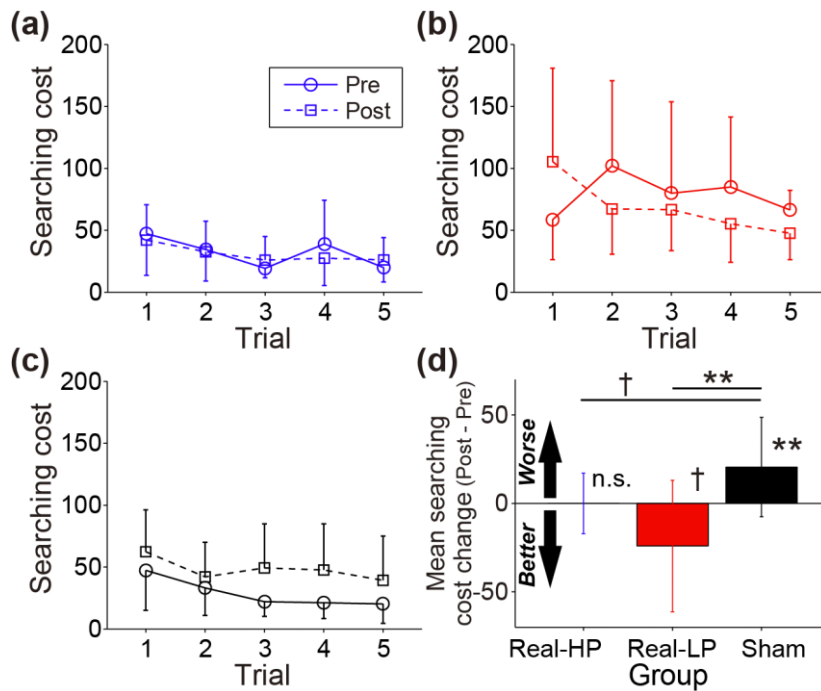 (a)
200
150
100
50
0
Searching cost
Pre
Post
1 2 3 4 5
Trial
(b)
200
150
100
50
0
Searching cost
1 2 3 4 5
Trial
(c)
200
150
100
50
0
Searching cost
1 2 3 4 5
Trial
(d)
50
0
-50
Mean searching
cost change (Post - Pre)
Worse
Better
† **
n.s. † **
Real-HP Real-LP Sham
Group